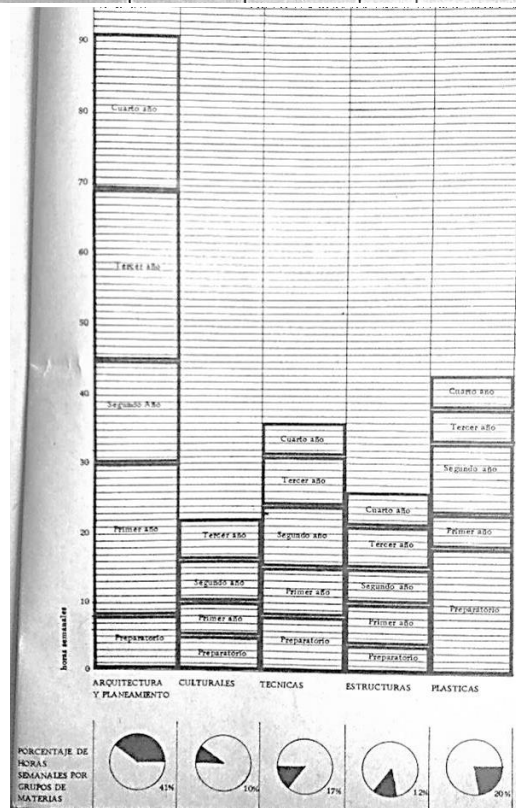 90
Cuarto año
80
70
Tercer año
60
50
40
Segundo Año
Cuarto año
Tercer año
Cuarto año
Segundo año
30
Tercer año
Primer año
Cuarto año
20
Tercer año
Segundo año
Tercer año
Primer año
Segundo año
Primer año
Segundo año
10
Primer año
Primer año
Preparatorio
Preparatorio
Preparatorio
Preparatorio
Preparatorio
0
horas semanales
ARQUITECTURA Y PLANEAMIENTO
CULTURALES
TECNICAS
ESTRUCTURAS
PLASTICAS
PORCENTAJE DE
HORAS
SEMANALES POR
GRUPOS DE
MATERIAS
41%
10%
17%
12%
20%